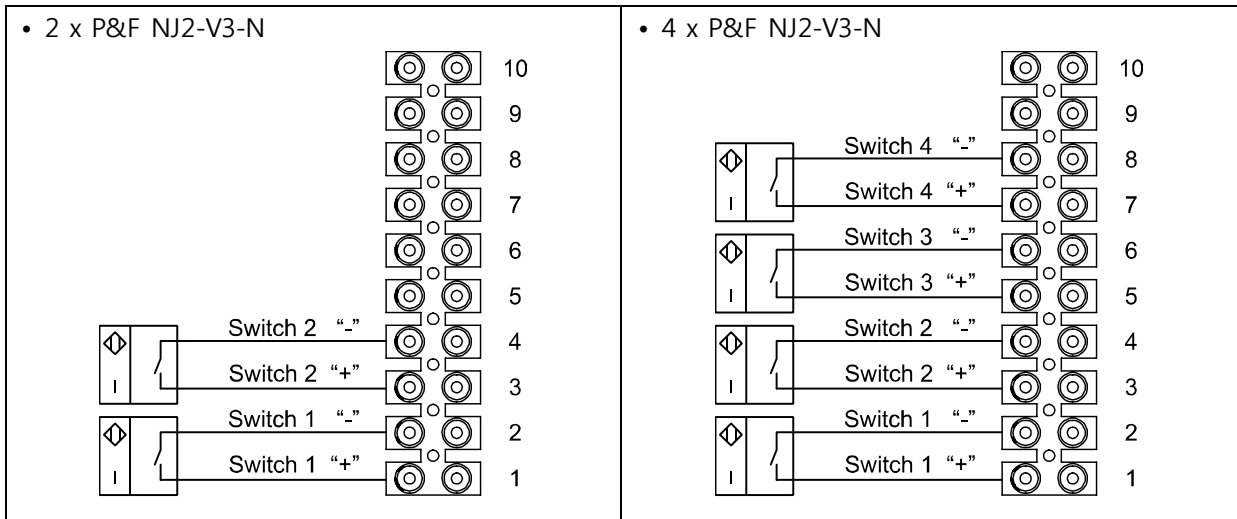 • 2 x P&F NJ2-V3-N
10
9
8
7
6
5
Switch 2 “-”
4
Switch 2 “+”
3
Switch 1 “-”
2
Switch 1 “+”
1
I
I
• 4 x P&F NJ2-V3-N
10
9
Switch 4 “-”
8
Switch 4 “+”
7
Switch 3 “-”
6
Switch 3 “+”
5
Switch 2 “-”
4
Switch 2 “+”
3
Switch 1 “-”
2
Switch 1 “+”
1
I
I
I
I